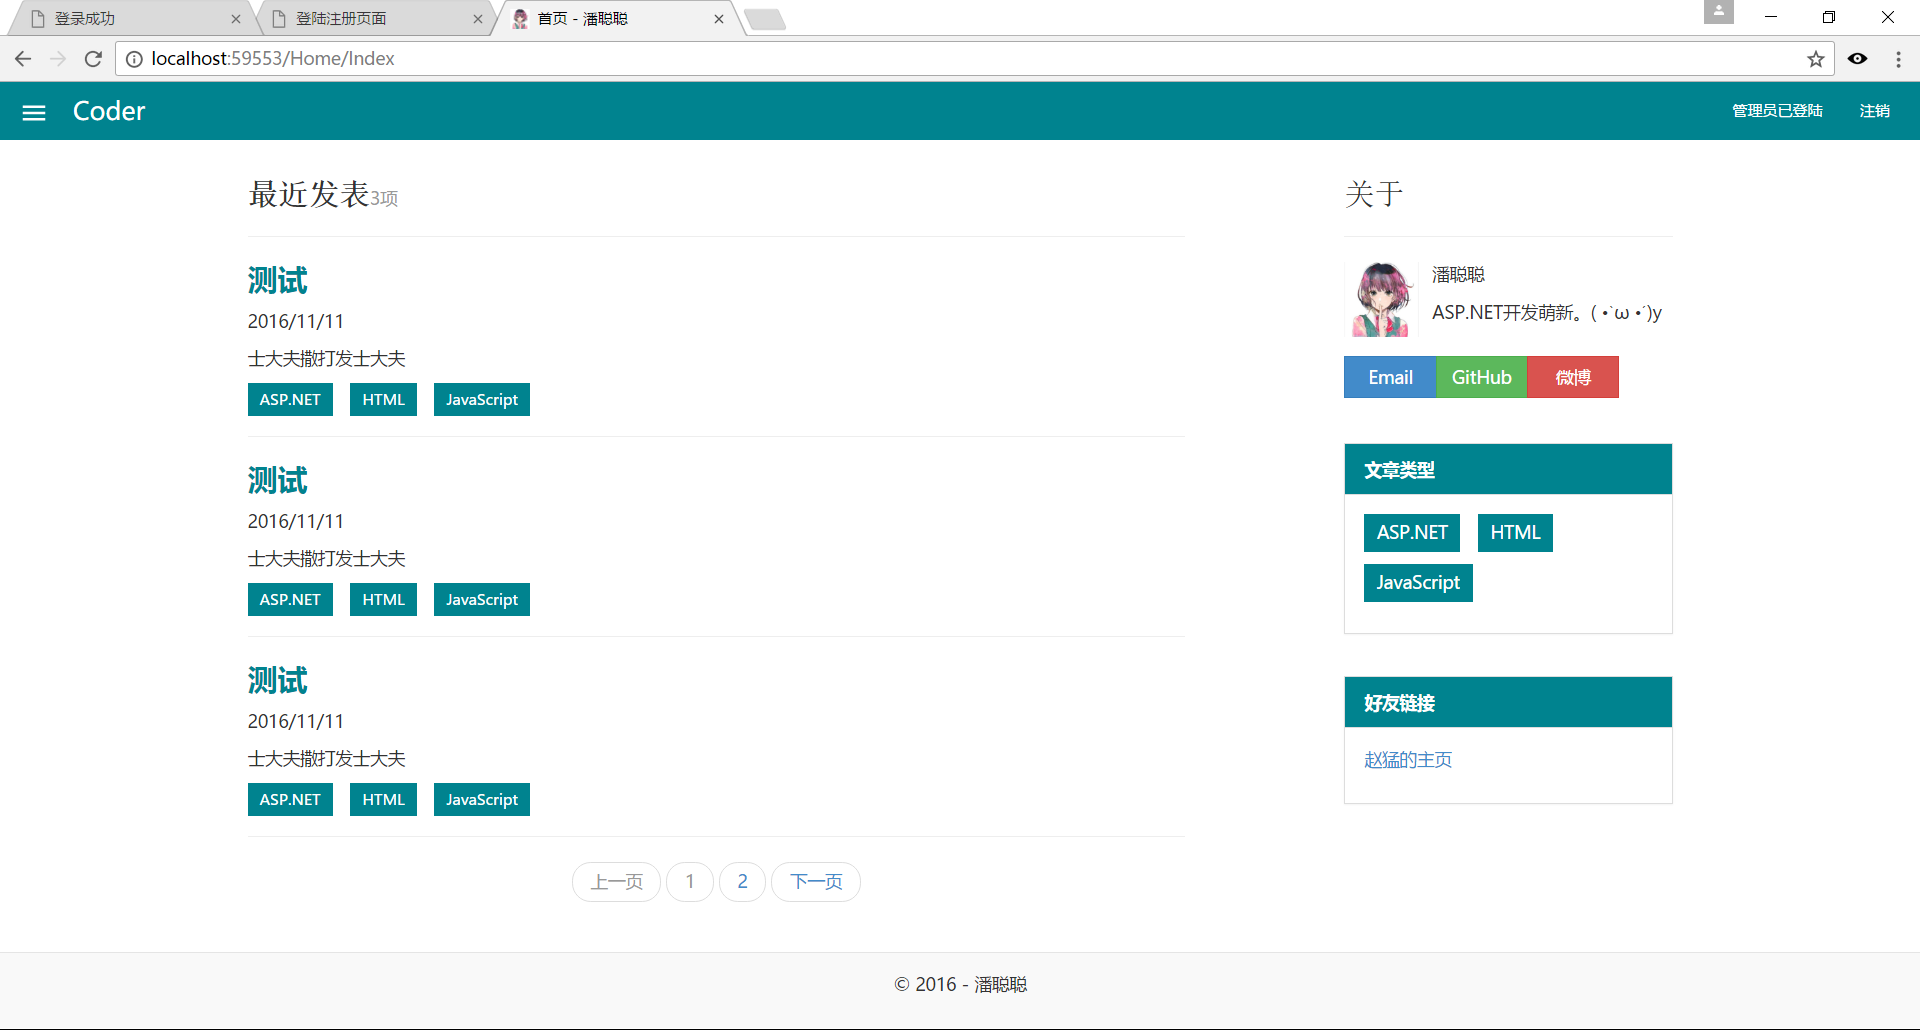 登录成功
登陆注册页面
首页 - 潘聪聪
localhost:59553/Home/Index
Coder
管理员已登陆
注销
最近发表3项
测试
2016/11/11
士大夫撒打发士大夫
ASP.NET HTML JavaScript
测试
2016/11/11
士大夫撒打发士大夫
ASP.NET HTML JavaScript
测试
2016/11/11
士大夫撒打发士大夫
ASP.NET HTML JavaScript
上一页 1 2 下一页
关于
潘聪聪
ASP.NET开发萌新。( •̀ ω •́ )y
Email GitHub 微博
文章类型
ASP.NET HTML
JavaScript
好友链接
赵猛的主页
© 2016 - 潘聪聪